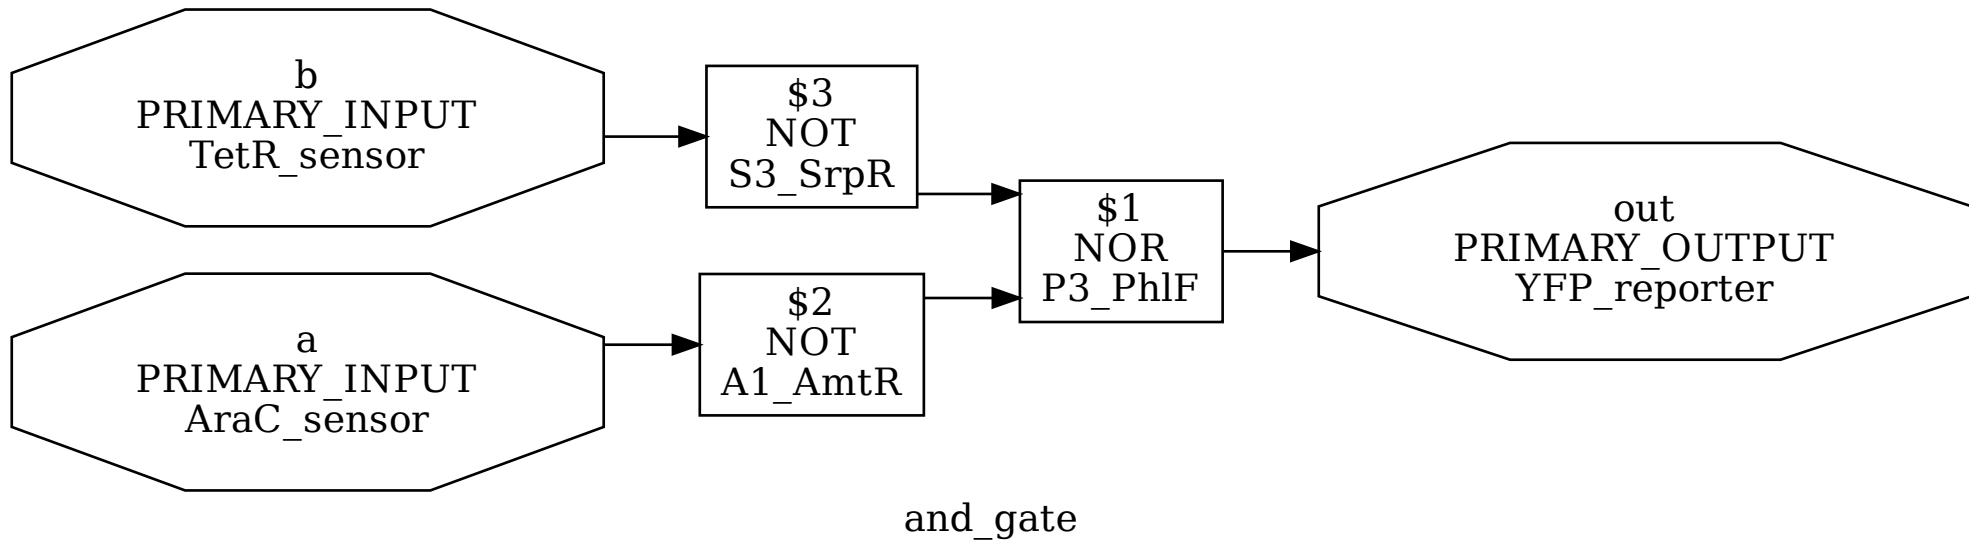 b
PRIMARY_INPUT
TetR_sensor
$3
NOT
S3_SrpR
a
PRIMARY_INPUT
AraC_sensor
$2
NOT
A1_AmtR
$1
NOR
P3_PhlF
out
PRIMARY_OUTPUT
YFP_reporter
and_gate